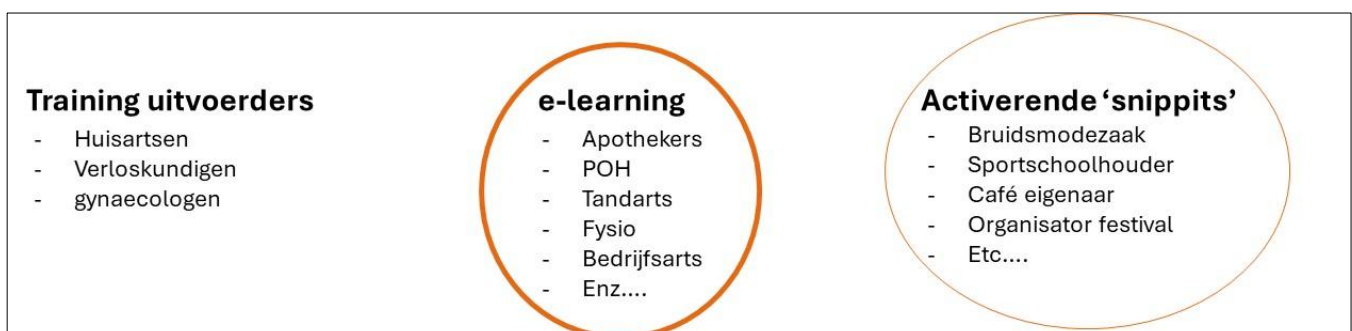 Training uitvoerders
- Huisartsen
- Verloskundigen
- gynaecologen
e-learning
- Apothekers
- POH
- Tandarts
- Fysio
- Bedrijfsarts
- Enz....
Activerende ‘snippits’
- Bruidsmodezaak
- Sportschoolhouder
- Café eigenaar
- Organisator festival
- Etc....